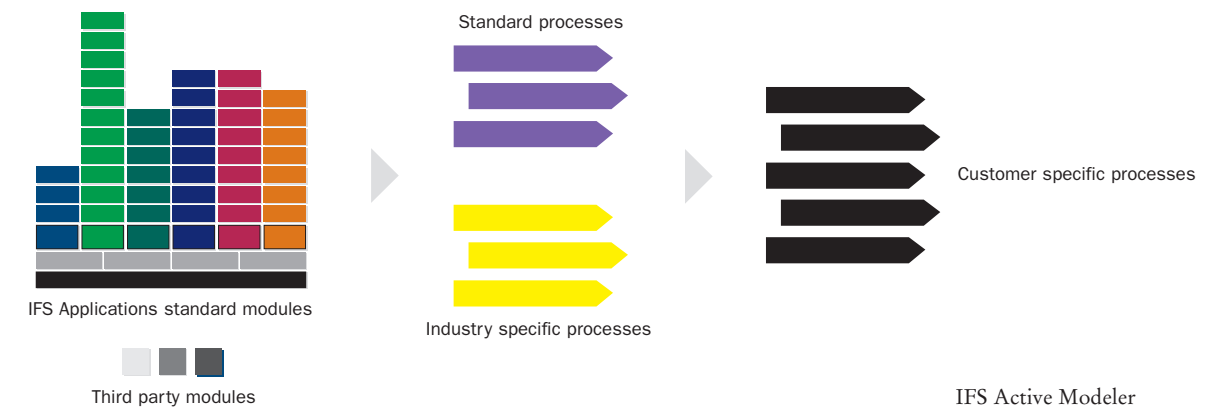 Standard processes
Customer specific processes
IFS Applications standard modules
Industry specific processes
Third party modules
IFS Active Modeler